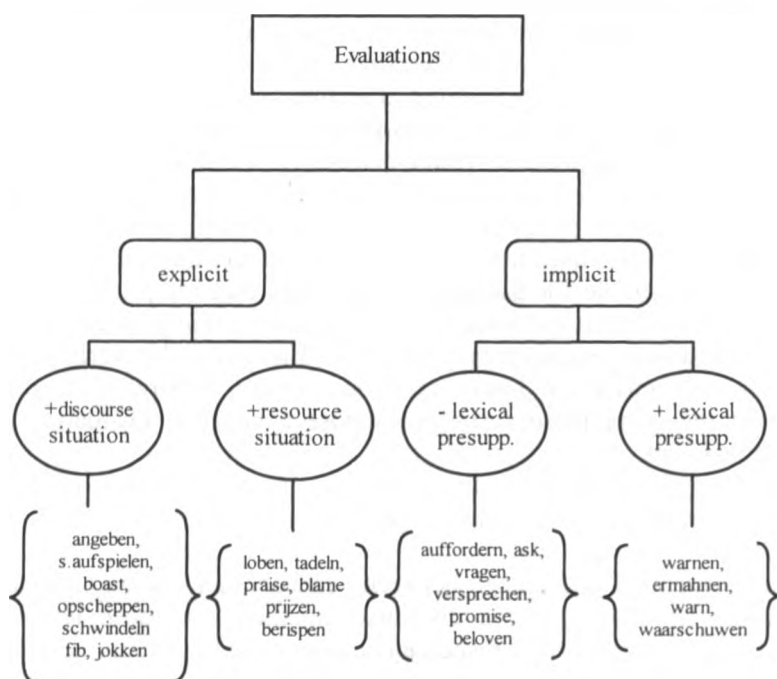 Evaluations
explicit
implicit
+discourse
situation
+resource
situation
- lexical
presupp.
+ lexical
presupp.
angeben,
s.aufspielen,
boast,
opscheppen,
schwindeln
fib, jokken
loben, tadeln,
praise, blame
prijzen,
berispen
auffordern, ask,
vragen,
versprechen,
promise,
beloven
warnen,
ermahnen,
warn,
waarschuwen